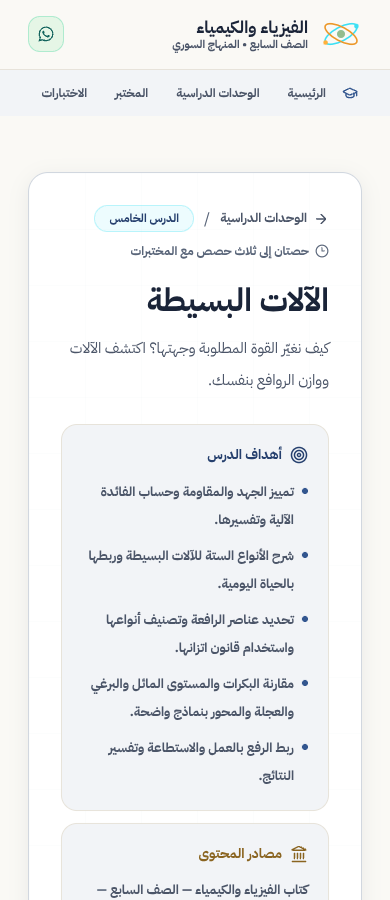 الفيزياء والكيمياء
الصف السابع • المنهاج السوري
الرئيسية
الوحدات الدراسية
المختبر
الاختبارات
الوحدات الدراسية / الدرس الخامس
حصتان إلى ثلاث حصص مع المختبرات
الآلات البسيطة
كيف نغيّر القوة المطلوبة وجهتها؟ اكتشف الآلات
ووازن الروافع بنفسك.
أهداف الدرس
تمييز الجهد والمقاومة وحساب الفائدة
الآلية وتفسيرها.
شرح الأنواع الستة للآلات البسيطة وربطها
بالحياة اليومية.
تحديد عناصر الرافعة وتصنيف أنواعها
واستخدام قانون اتزانها.
مقارنة البكرات والمستوى المائل والبرغي
والعجلة والمحور بنماذج واضحة.
ربط الرفع بالعمل والاستطاعة وتفسير
النتائج.
مصادر المحتوى
كتاب الفيزياء والكيمياء — الصف السابع —